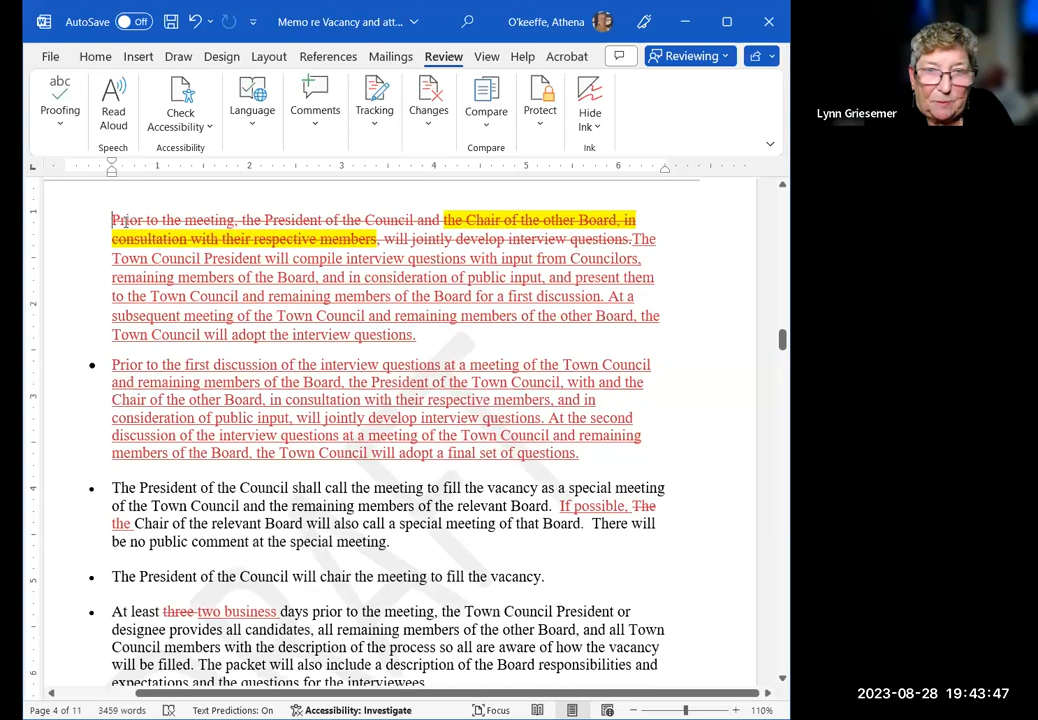 AutoSave Off Memo re Vacancy and att... O'keeffe, Athena
File Home Insert Draw Design Layout References Mailings Review View Help Acrobat Reviewing
Proofing Read Aloud Check Accessibility Language Comments Tracking Changes Compare Protect Hide Ink
Speech Accessibility Compare Ink
Lynn Griesemer
1 2 3 4 5 6
Prior to the meeting, the President of the Council and the Chair of the other Board, in
consultation with their respective members, will jointly develop interview questions.The
Town Council President will compile interview questions with input from Councilors,
remaining members of the Board, and in consideration of public input, and present them
to the Town Council and remaining members of the Board for a first discussion. At a
subsequent meeting of the Town Council and remaining members of the other Board, the
Town Council will adopt the interview questions.
• Prior to the first discussion of the interview questions at a meeting of the Town Council
and remaining members of the Board, the President of the Town Council, with and the
Chair of the other Board, in consultation with their respective members, and in
consideration of public input, will jointly develop interview questions. At the second
discussion of the interview questions at a meeting of the Town Council and remaining
members of the Board, the Town Council will adopt a final set of questions.
• The President of the Council shall call the meeting to fill the vacancy as a special meeting
of the Town Council and the remaining members of the relevant Board. If possible, The
the Chair of the relevant Board will also call a special meeting of that Board. There will
be no public comment at the special meeting.
• The President of the Council will chair the meeting to fill the vacancy.
• At least three two business days prior to the meeting, the Town Council President or
designee provides all candidates, all remaining members of the other Board, and all Town
Council members with the description of the process so all are aware of how the vacancy
will be filled. The packet will also include a description of the Board responsibilities and
expectations and the questions for the interviewees.
Page 4 of 11 3459 words Text Predictions: On Accessibility: Investigate Focus 110%
2023-08-28 19:43:47